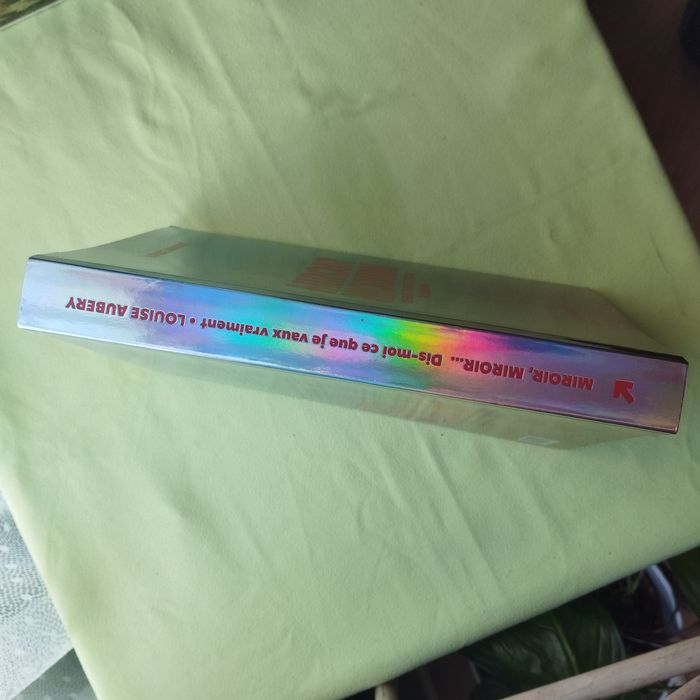 MIROIR, MIROIR... Dis-moi ce que je vaux vraiment • LOUISE AUBERY